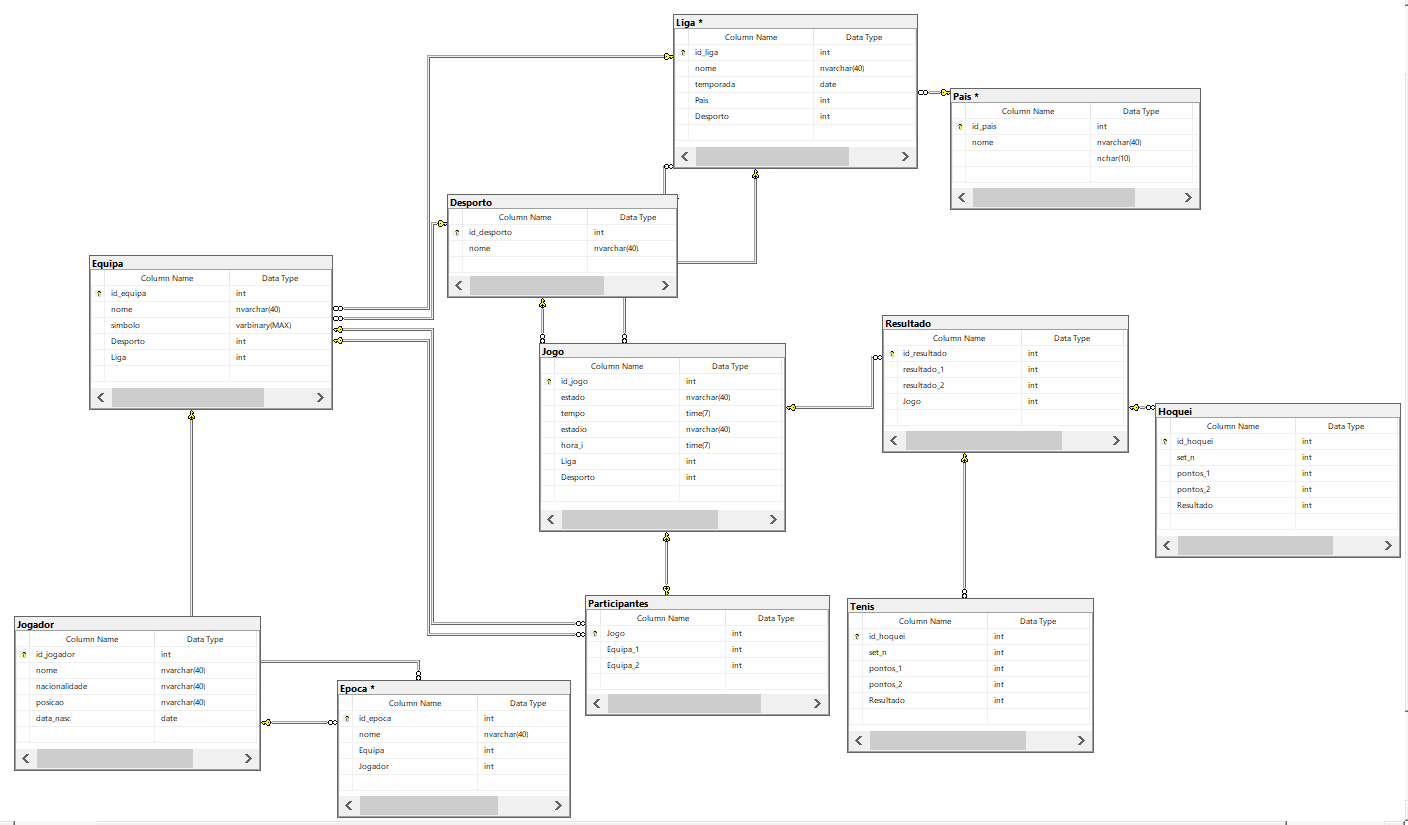 Liga *
Column Name Data Type
id_liga int
nome nvarchar(40)
temporada date
Pais int
Desporto int
Pais *
Column Name Data Type
id_pais int
nome nvarchar(40)
nchar(10)
Desporto
Column Name Data Type
id_desporto int
nome nvarchar(40)
Equipa
Column Name Data Type
id_equipa int
nome nvarchar(40)
simbolo varbinary(MAX)
Desporto int
Liga int
Jogo
Column Name Data Type
id_jogo int
estado nvarchar(40)
tempo time(7)
estadio nvarchar(40)
hora_i time(7)
Liga int
Desporto int
Resultado
Column Name Data Type
id_resultado int
resultado_1 int
resultado_2 int
Jogo int
Hoquei
Column Name Data Type
id_hoquei int
set_n int
pontos_1 int
pontos_2 int
Resultado int
Participantes
Column Name Data Type
Jogo int
Equipa_1 int
Equipa_2 int
Tenis
Column Name Data Type
id_hoquei int
set_n int
pontos_1 int
pontos_2 int
Resultado int
Jogador
Column Name Data Type
id_jogador int
nome nvarchar(40)
nacionalidade nvarchar(40)
posicao nvarchar(40)
data_nasc date
Epoca *
Column Name Data Type
id_epoca int
nome nvarchar(40)
Equipa int
Jogador int